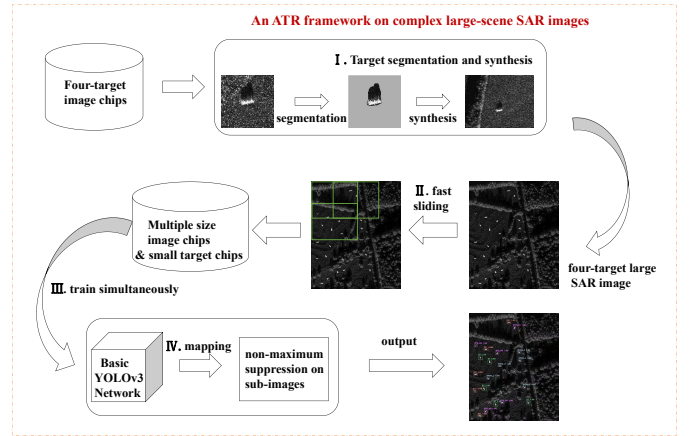 An ATR framework on complex large-scene SAR images
Four-target
image chips
Ⅰ. Target segmentation and synthesis
segmentation
synthesis
Ⅱ. fast
sliding
Multiple size
image chips
& small target chips
four-target large
SAR image
Ⅲ. train simultaneously
Basic
YOLOv3
Network
Ⅳ. mapping
non-maximum
suppression on
sub-images
output